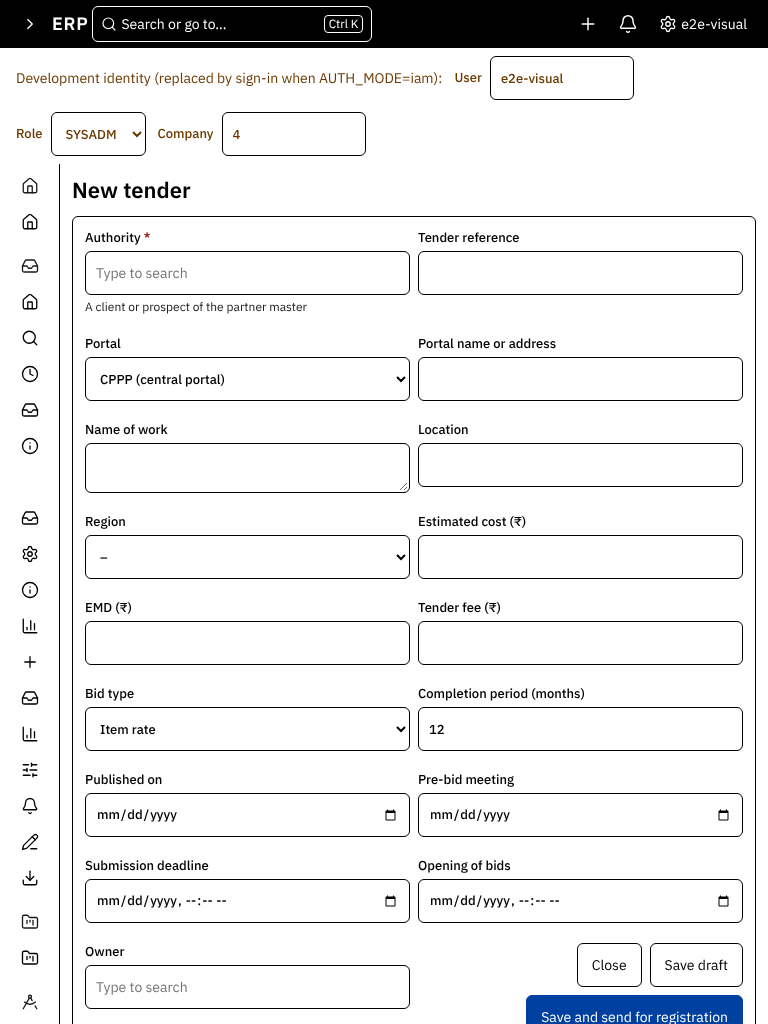 ERP Search or go to... Ctrl K e2e-visual
Development identity (replaced by sign-in when AUTH_MODE=iam): User e2e-visual
Role SYSADM Company 4
New tender
Authority * Tender reference
Type to search
A client or prospect of the partner master
Portal Portal name or address
CPPP (central portal)
Name of work Location
Region Estimated cost (₹)
–
EMD (₹) Tender fee (₹)
Bid type Completion period (months)
Item rate 12
Published on Pre-bid meeting
mm/dd/yyyy mm/dd/yyyy
Submission deadline Opening of bids
mm/dd/yyyy, --:-- -- mm/dd/yyyy, --:-- --
Owner
Close Save draft
Type to search
Save and send for registration